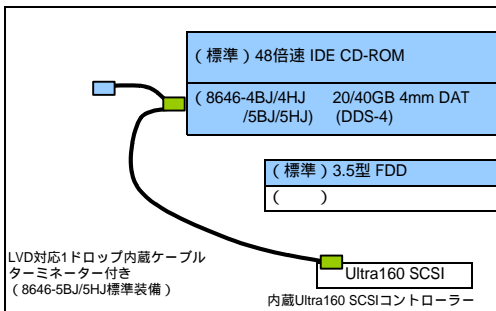 （標準）48倍速 IDE CD-ROM
（8646-4BJ/4HJ 20/40GB 4mm DAT
/5BJ/5HJ) (DDS-4)
（標準）3.5型 FDD
（ ）
LVD対応1ドロップ内蔵ケーブル
ターミネーター付き
（8646-5BJ/5HJ標準装備）
Ultra160 SCSI
内蔵Ultra160 SCSIコントローラー